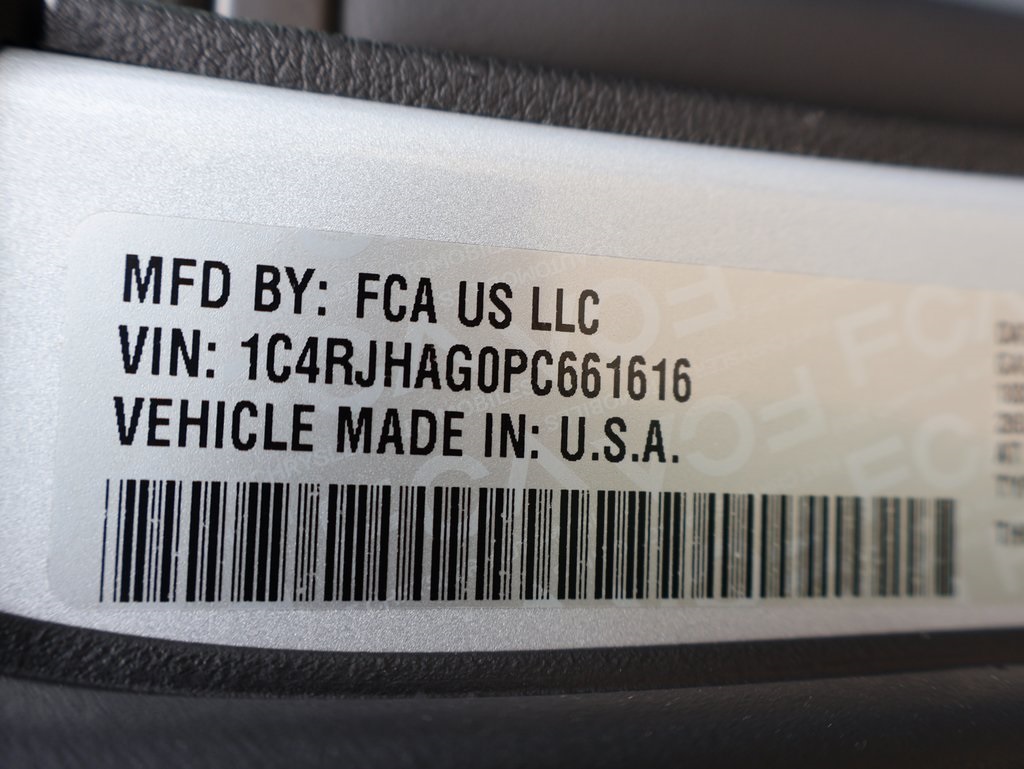 MFD BY: FCA US LLC
VIN: 1C4RJHAG0PC661616
VEHICLE MADE IN: U.S.A.